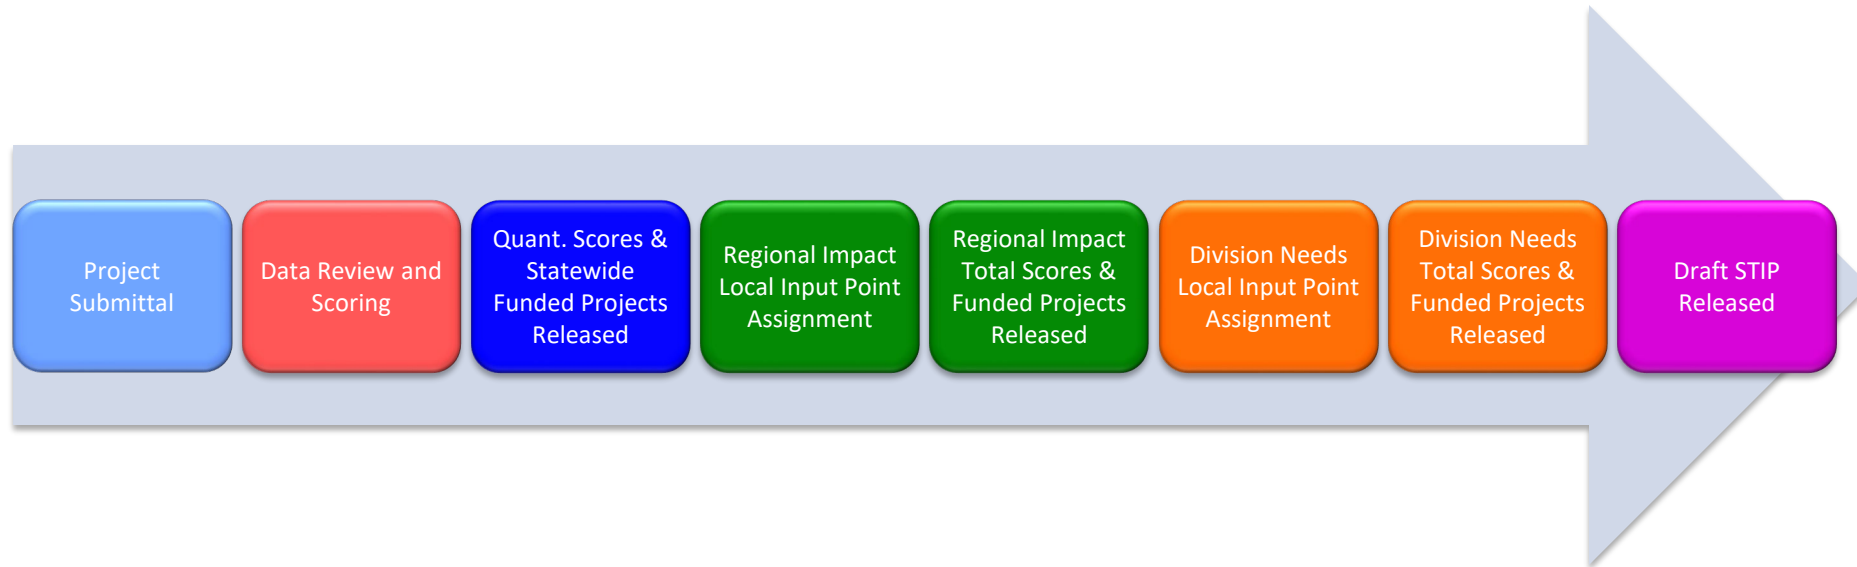 Project
Submittal
Data Review and
Scoring
Quant. Scores &
Statewide
Funded Projects
Released
Regional Impact
Local Input Point
Assignment
Regional Impact
Total Scores &
Funded Projects
Released
Division Needs
Local Input Point
Assignment
Division Needs
Total Scores &
Funded Projects
Released
Draft STIP
Released